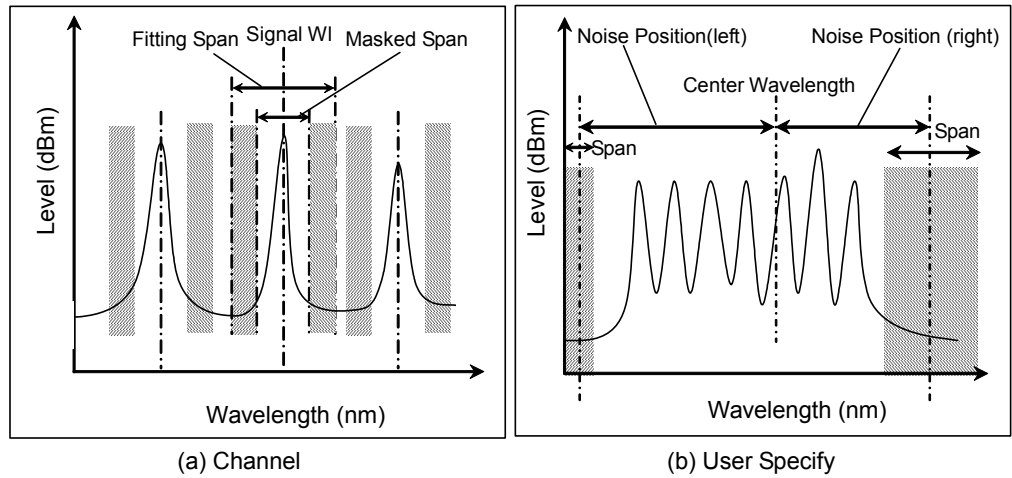 Fitting Span
Signal Wl
Masked Span
Level (dBm)
Wavelength (nm)
(a) Channel
Noise Position(left)
Noise Position (right)
Center Wavelength
Span
Span
Level (dBm)
Wavelength (nm)
(b) User Specify